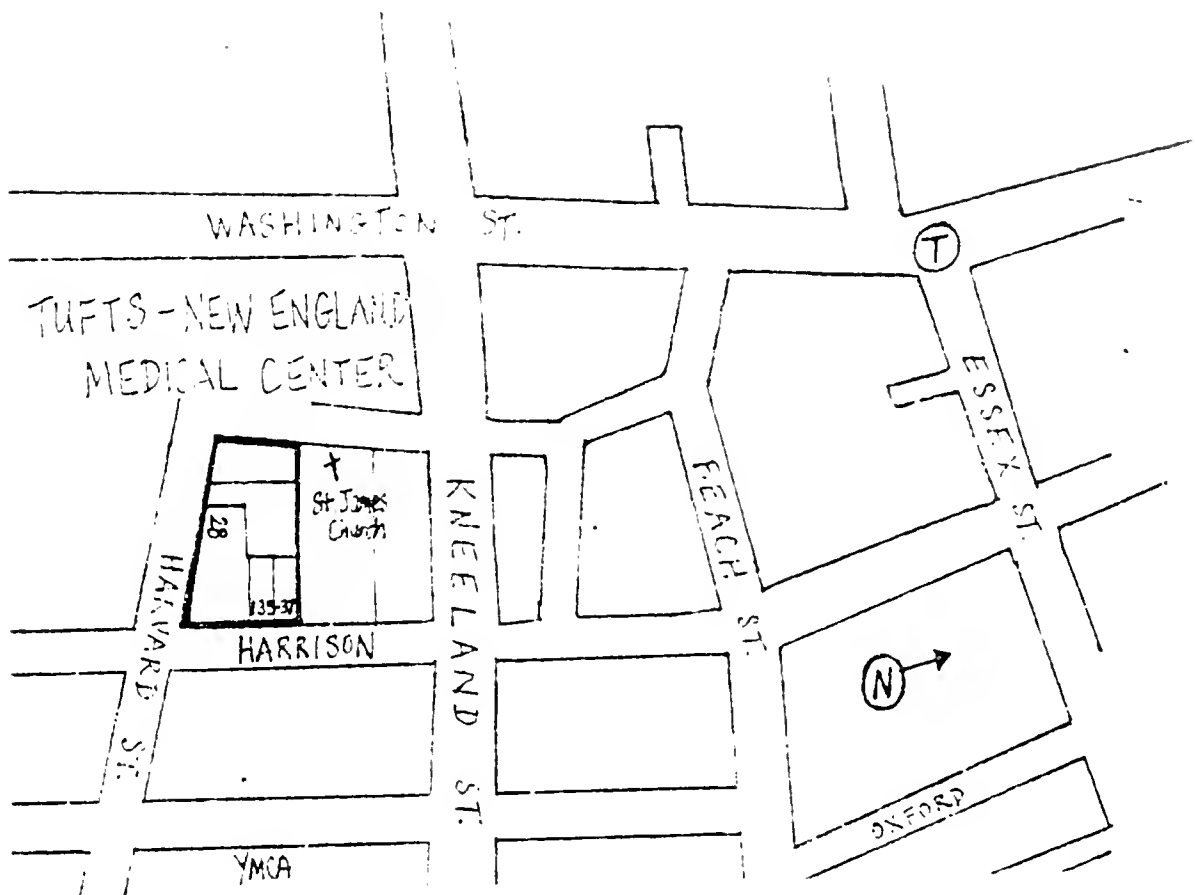 WASHINGTON ST.
T
TUFTS-NEW ENGLAND
MEDICAL CENTER
ESSEX ST.
St. James
Church
BEACH ST.
KNEELAND ST.
28
HARVARD ST.
135-37
HARRISON
N
OXFORD
YMCA